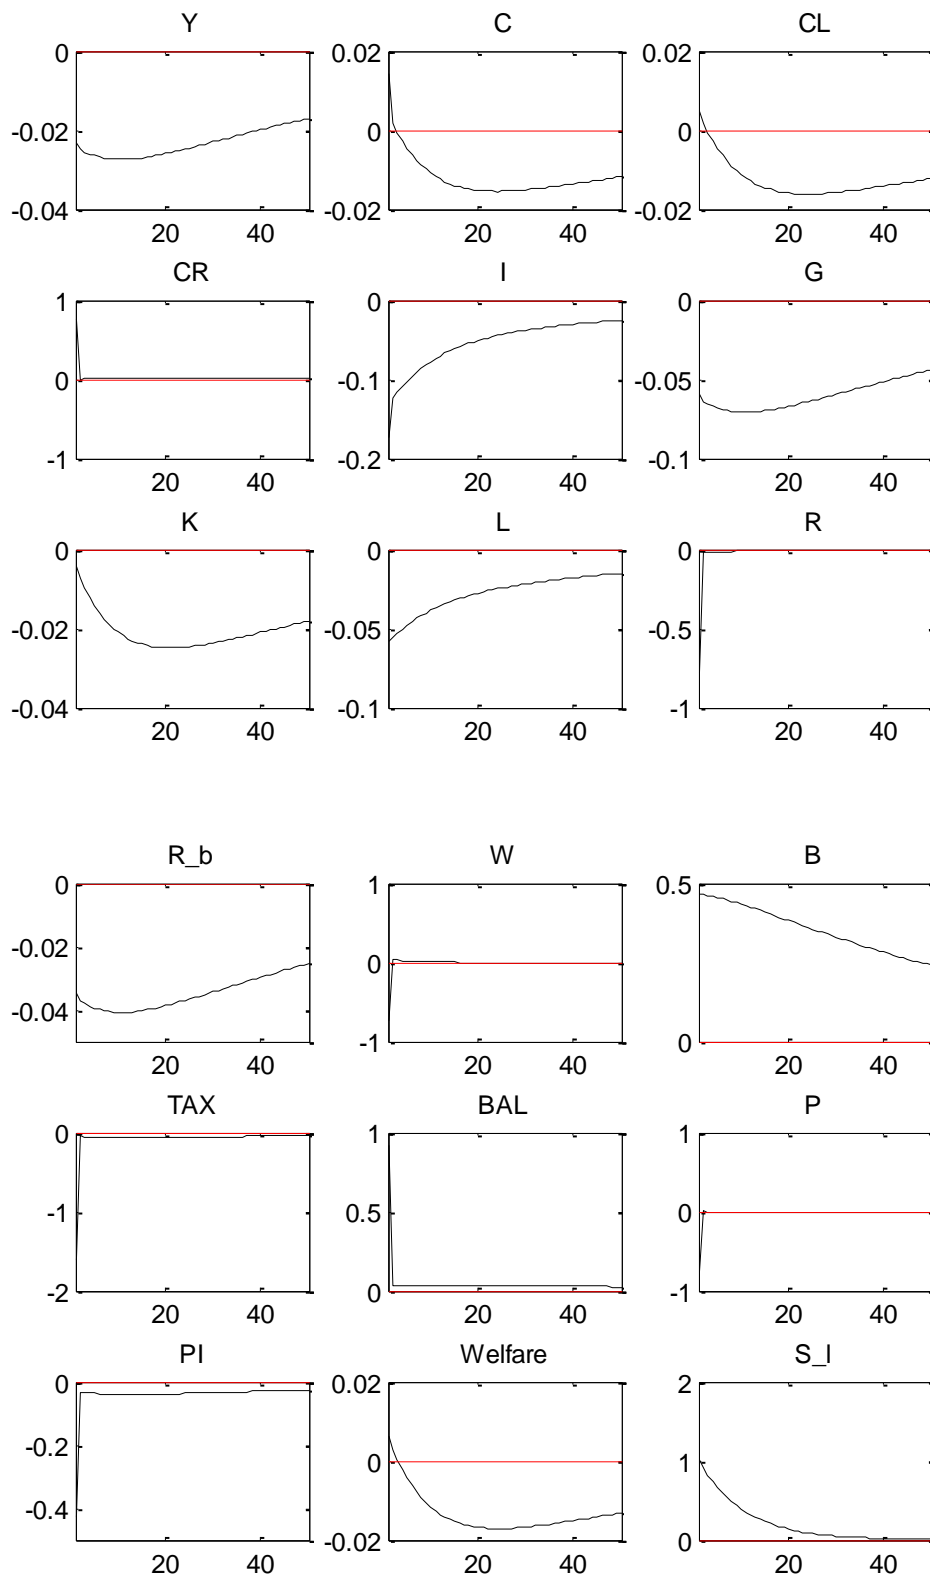 Y C CL
0 0.02 0.02
-0.02 0 0
-0.04 -0.02 -0.02
20 40 20 40 20 40
CR I G
1 0 0
0 -0.1 -0.05
-1 -0.2 -0.1
20 40 20 40 20 40
K L R
0 0 0
-0.02 -0.05 -0.5
-0.04 -0.1 -1
20 40 20 40 20 40
R_b W B
0 1 0.5
-0.02 0
-0.04 -1 0
20 40 20 40 20 40
TAX BAL P
0 1 1
-1 0.5 0
-2 0 -1
20 40 20 40 20 40
PI Welfare S_I
0 0.02 2
-0.2 0 1
-0.4 -0.02 0
20 40 20 40 20 40